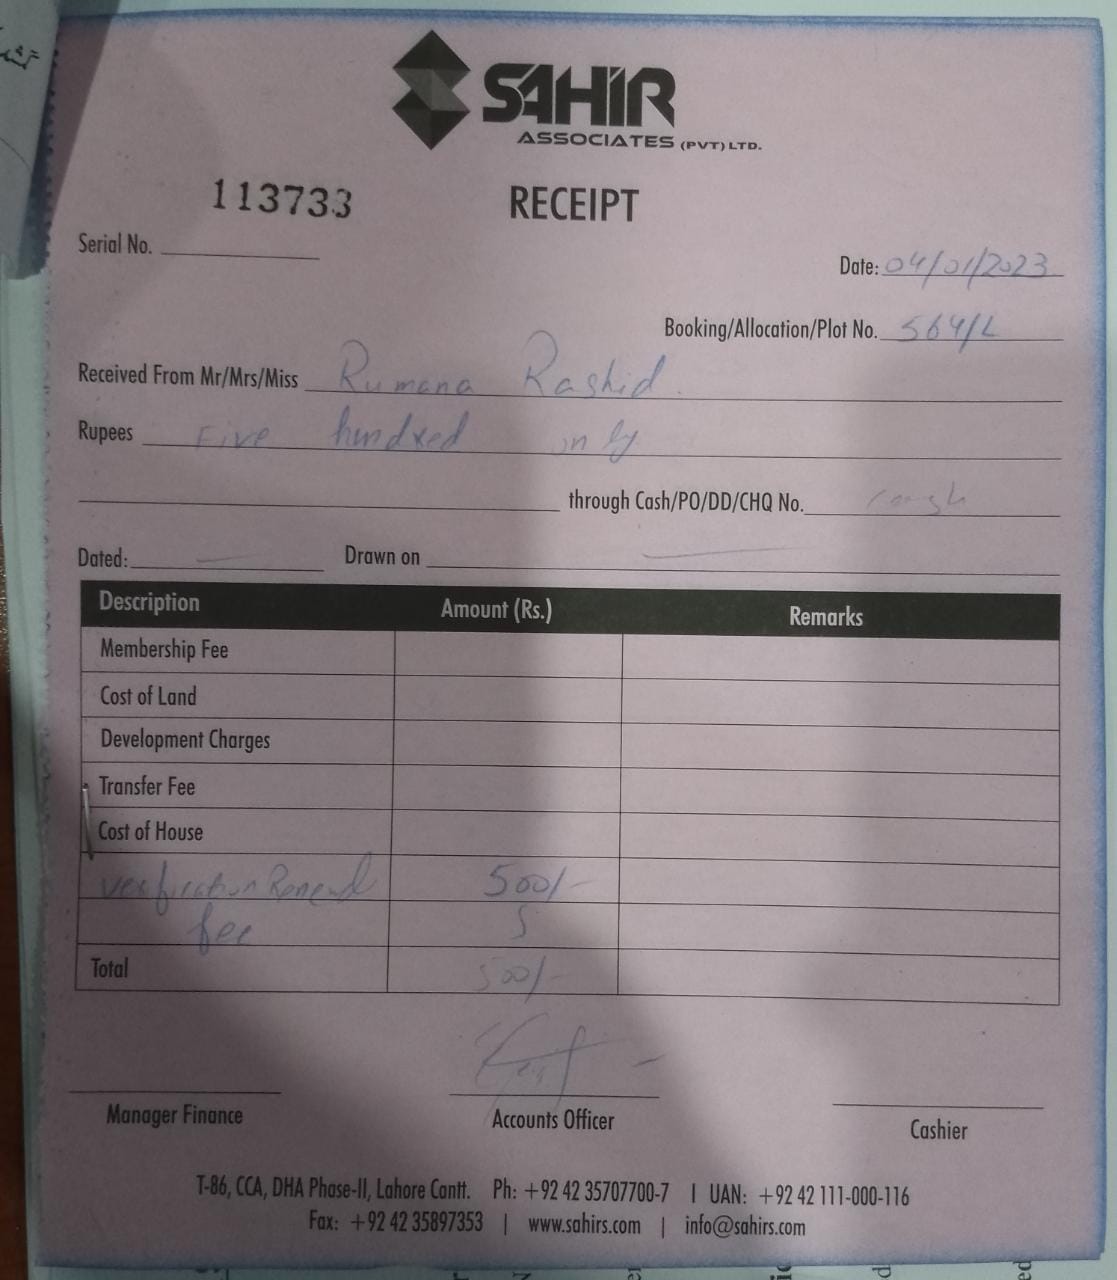 SAHIR
ASSOCIATES (PVT) LTD.
113733
RECEIPT
Serial No.
Date: 04/01/2023
Booking/Allocation/Plot No. 564/L
Received From Mr/Mrs/Miss Rumana Rashid
Rupees Five hundred only
through Cash/PO/DD/CHQ No.
Dated: Drawn on
Description Amount (Rs.) Remarks
Membership Fee
Cost of Land
Development Charges
Transfer Fee
Cost of House
Verification Renewal 500/-
fee
Total 500/-
Manager Finance Accounts Officer Cashier
T-86, CCA, DHA Phase-II, Lahore Cantt. Ph: +92 42 35707700-7 | UAN: +92 42 111-000-116
Fax: +92 42 35897353 | www.sahirs.com | info@sahirs.com